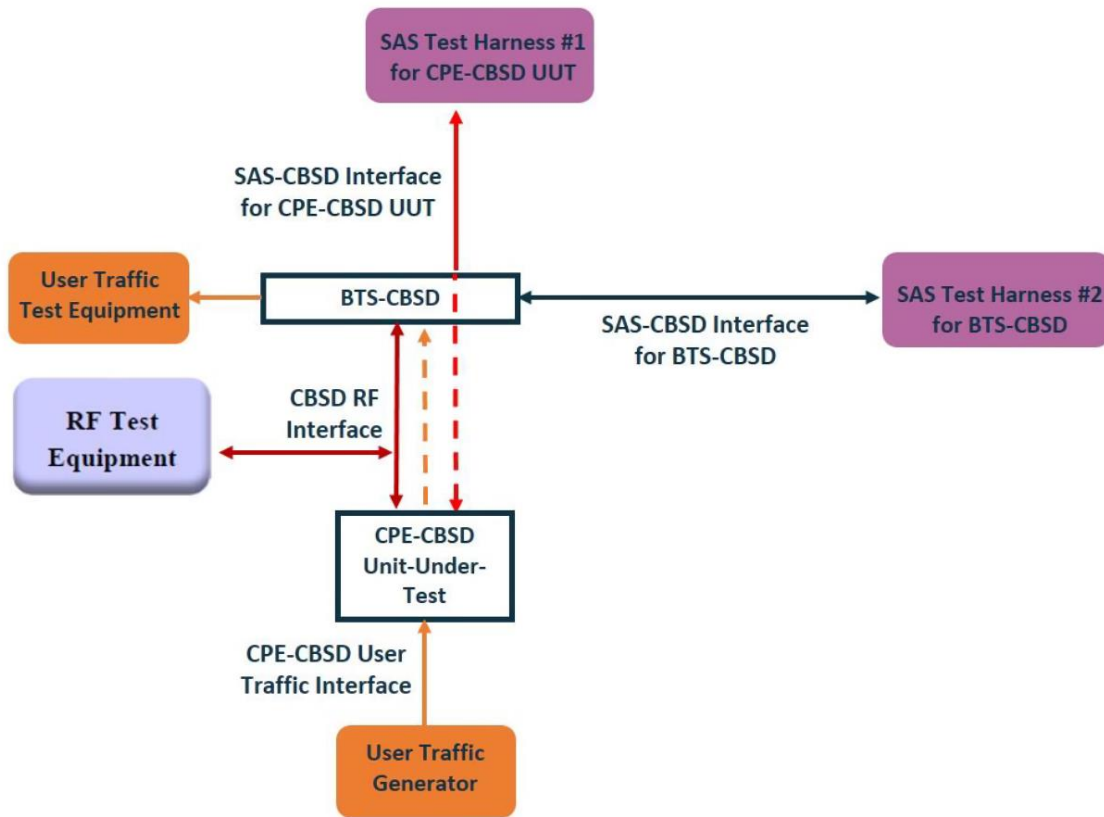 SAS Test Harness #1
for CPE-CBSD UUT
SAS-CBSD Interface
for CPE-CBSD UUT
User Traffic
Test Equipment
BTS-CBSD
SAS Test Harness #2
for BTS-CBSD
SAS-CBSD Interface
for BTS-CBSD
RF Test
Equipment
CBSD RF
Interface
CPE-CBSD
Unit-Under-
Test
CPE-CBSD User
Traffic Interface
User Traffic
Generator